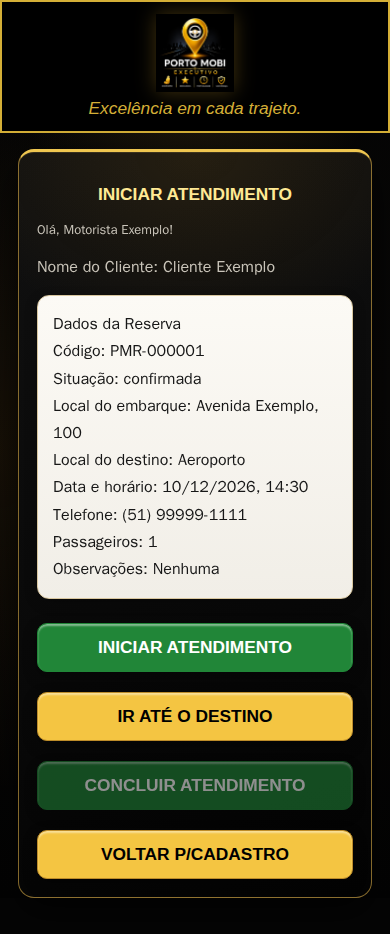 PORTO MOBI
EXECUTIVO
Excelência em cada trajeto.
INICIAR ATENDIMENTO
Olá, Motorista Exemplo!
Nome do Cliente: Cliente Exemplo
Dados da Reserva
Código: PMR-000001
Situação: confirmada
Local do embarque: Avenida Exemplo,
100
Local do destino: Aeroporto
Data e horário: 10/12/2026, 14:30
Telefone: (51) 99999-1111
Passageiros: 1
Observações: Nenhuma
INICIAR ATENDIMENTO
IR ATÉ O DESTINO
CONCLUIR ATENDIMENTO
VOLTAR P/CADASTRO